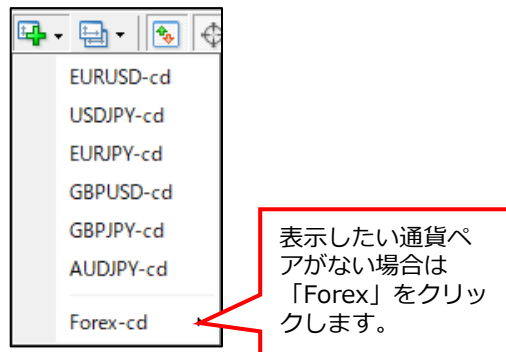 EURUSD-cd
USDJPY-cd
EURJPY-cd
GBPUSD-cd
GBPJPY-cd
AUDJPY-cd
Forex-cd
表示したい通貨ペ
アがない場合は
「Forex」をクリッ
クします。